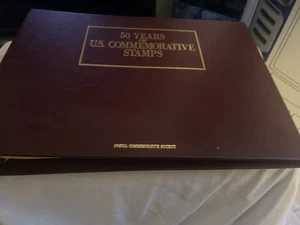 50 YEARS
OF
U.S. COMMEMORATIVE
STAMPS
POSTAL COMMEMORATIVE SOCIETY